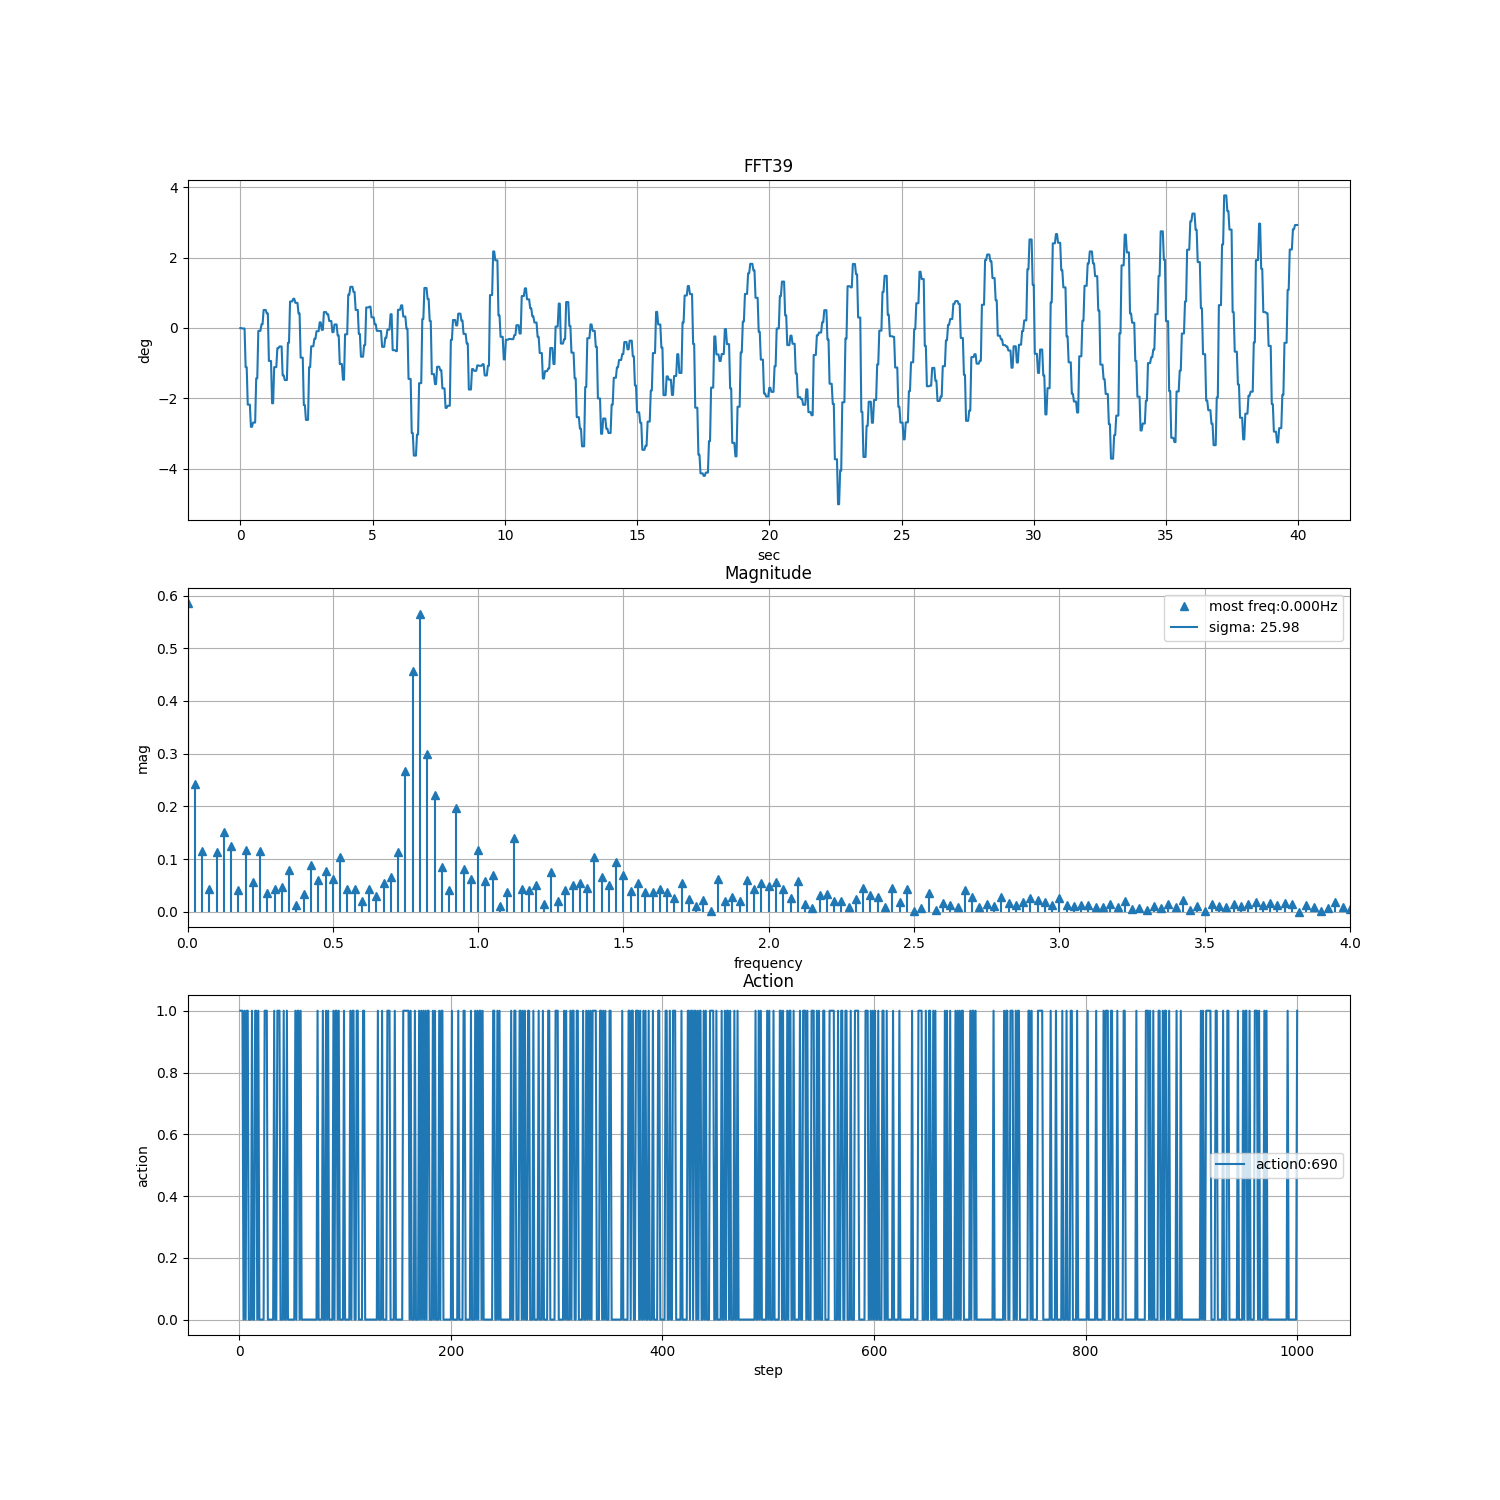 FFT39
4
2
0
−2
−4
deg
0 5 10 15 20 25 30 35 40
sec
Magnitude
0.6
0.5
0.4
0.3
0.2
0.1
0.0
mag
most freq:0.000Hz
sigma: 25.98
0.0 0.5 1.0 1.5 2.0 2.5 3.0 3.5 4.0
frequency
Action
1.0
0.8
0.6
0.4
0.2
0.0
action
action0:690
0 200 400 600 800 1000
step